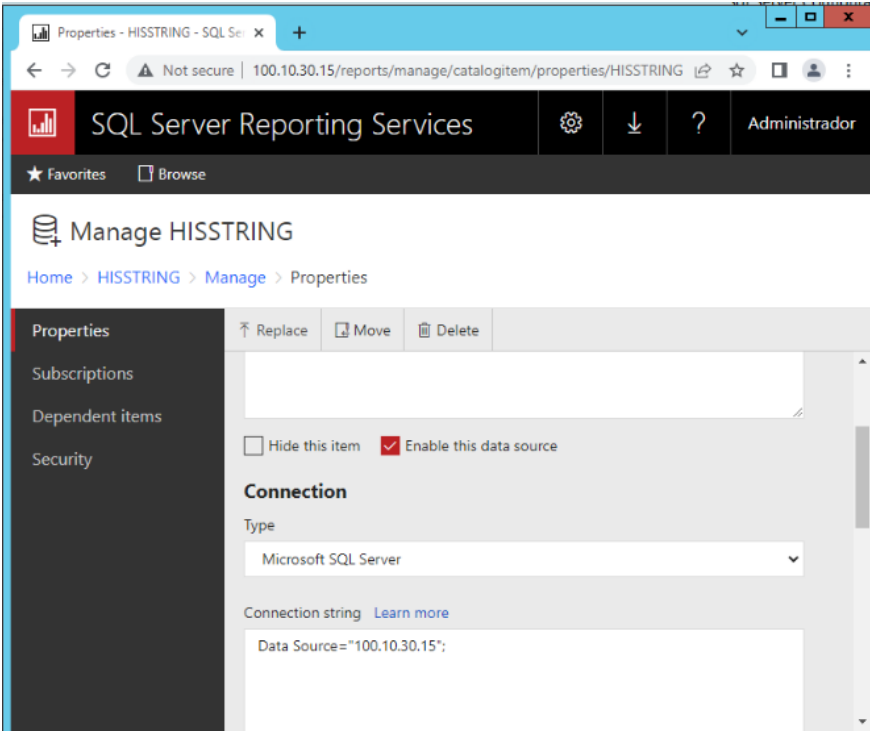 Properties - HISSTRING - SQL Se
Not secure | 100.10.30.15/reports/manage/catalogitem/properties/HISSTRING
SQL Server Reporting Services
?
Administrador
Favorites
Browse
Manage HISSTRING
Home > HISSTRING > Manage > Properties
Properties
Subscriptions
Dependent items
Security
Replace
Move
Delete
Hide this item
Enable this data source
Connection
Type
Microsoft SQL Server
Connection string Learn more
Data Source="100.10.30.15";